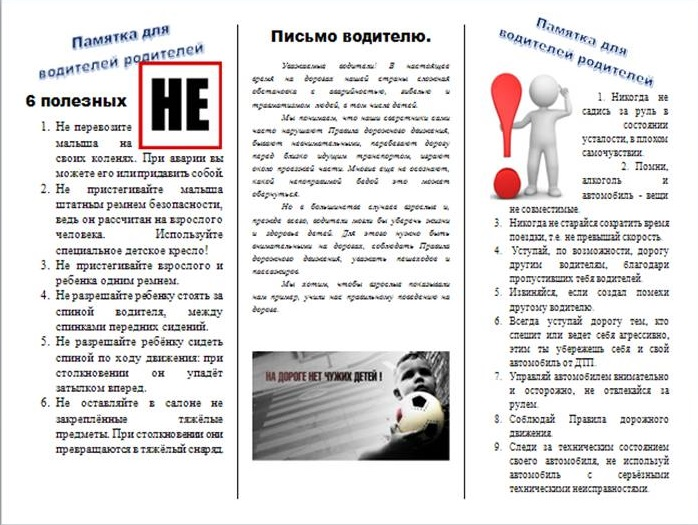 Памятка для
водителей родителей
6 полезных
НЕ
1. Не перевозите
малыша на
своих коленях. При аварии вы
можете его или придавить собой.
2. Не пристегивайте малыша
штатным ремнем безопасности,
ведь он рассчитан на взрослого
человека. Используйте
специальное детское кресло!
3. Не пристегивайте взрослого и
ребенка одним ремнем.
4. Не разрешайте ребенку стоять за
спиной водителя, между
спинками передних сидений.
5. Не разрешайте ребёнку сидеть
спиной по ходу движения: при
столкновении он упадёт
затылком вперед.
6. Не оставляйте в салоне не
закреплённые тяжёлые
предметы. При столкновении они
превращаются в тяжёлый снаряд.
Письмо водителю.
Уважаемые водители! В настоящее
время на дорогах нашей страны сложная
обстановка с аварийностью, гибелью и
травматизмом людей, в том числе детей.
Мы понимаем, что наши сверстники сами
часто нарушают Правила дорожного движения,
бывают невнимательными, перебегают дорогу
перед близко идущим транспортом, играют
около проезжей части. Многие еще не осознают,
какой непоправимой бедой это может
обернуться.
Но в большинстве случаев взрослые и,
прежде всего, водители могли бы уберечь жизни
и здоровье детей. Для этого нужно быть
внимательными на дорогах, соблюдать Правила
дорожного движения, уважать пешеходов и
пассажиров.
Мы хотим, чтобы взрослые показывали
нам пример, учили нас правильному поведению на
дороге.
НА ДОРОГЕ НЕТ ЧУЖИХ ДЕТЕЙ !
Памятка для
водителей родителей
1. Никогда не
садись за руль в
состоянии
усталости, в плохом
самочувствии.
2. Помни,
алкоголь и
автомобиль - вещи
не совместимые.
3. Никогда не старайся сократить время
поездки, т.е. не превышай скорость.
4. Уступай, по возможности, дорогу
другим водителям, благодари
пропустивших тебя водителей.
5. Извиняйся, если создал помехи
другому водителю.
6. Всегда уступай дорогу тем, кто
спешит или ведет себя агрессивно,
этим ты убережешь себя и свой
автомобиль от ДТП.
7. Управляй автомобилем внимательно
и осторожно, не отвлекайся за
рулем.
8. Соблюдай Правила дорожного
движения.
9. Следи за техническим состоянием
своего автомобиля, не используй
автомобиль с серьёзными
техническими неисправностями.